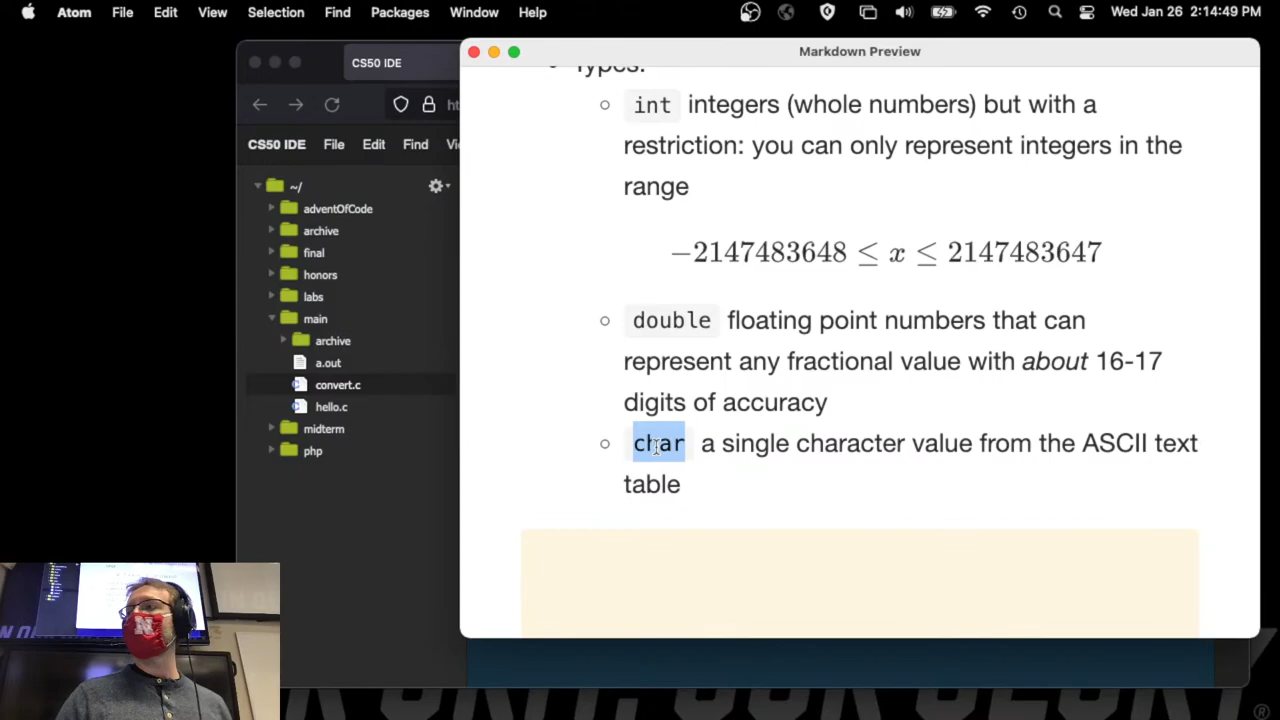 Atom File Edit View Selection Find Packages Window Help Wed Jan 26 2:14:49 PM
CS50 IDE
Markdown Preview
ht
CS50 IDE File Edit Find Vi
~/
adventOfCode
archive
final
honors
labs
main
archive
a.out
convert.c
hello.c
midterm
php
Types:
int integers (whole numbers) but with a
restriction: you can only represent integers in the
range
−2147483648 ≤ x ≤ 2147483647
double floating point numbers that can
represent any fractional value with about 16-17
digits of accuracy
char a single character value from the ASCII text
table
N